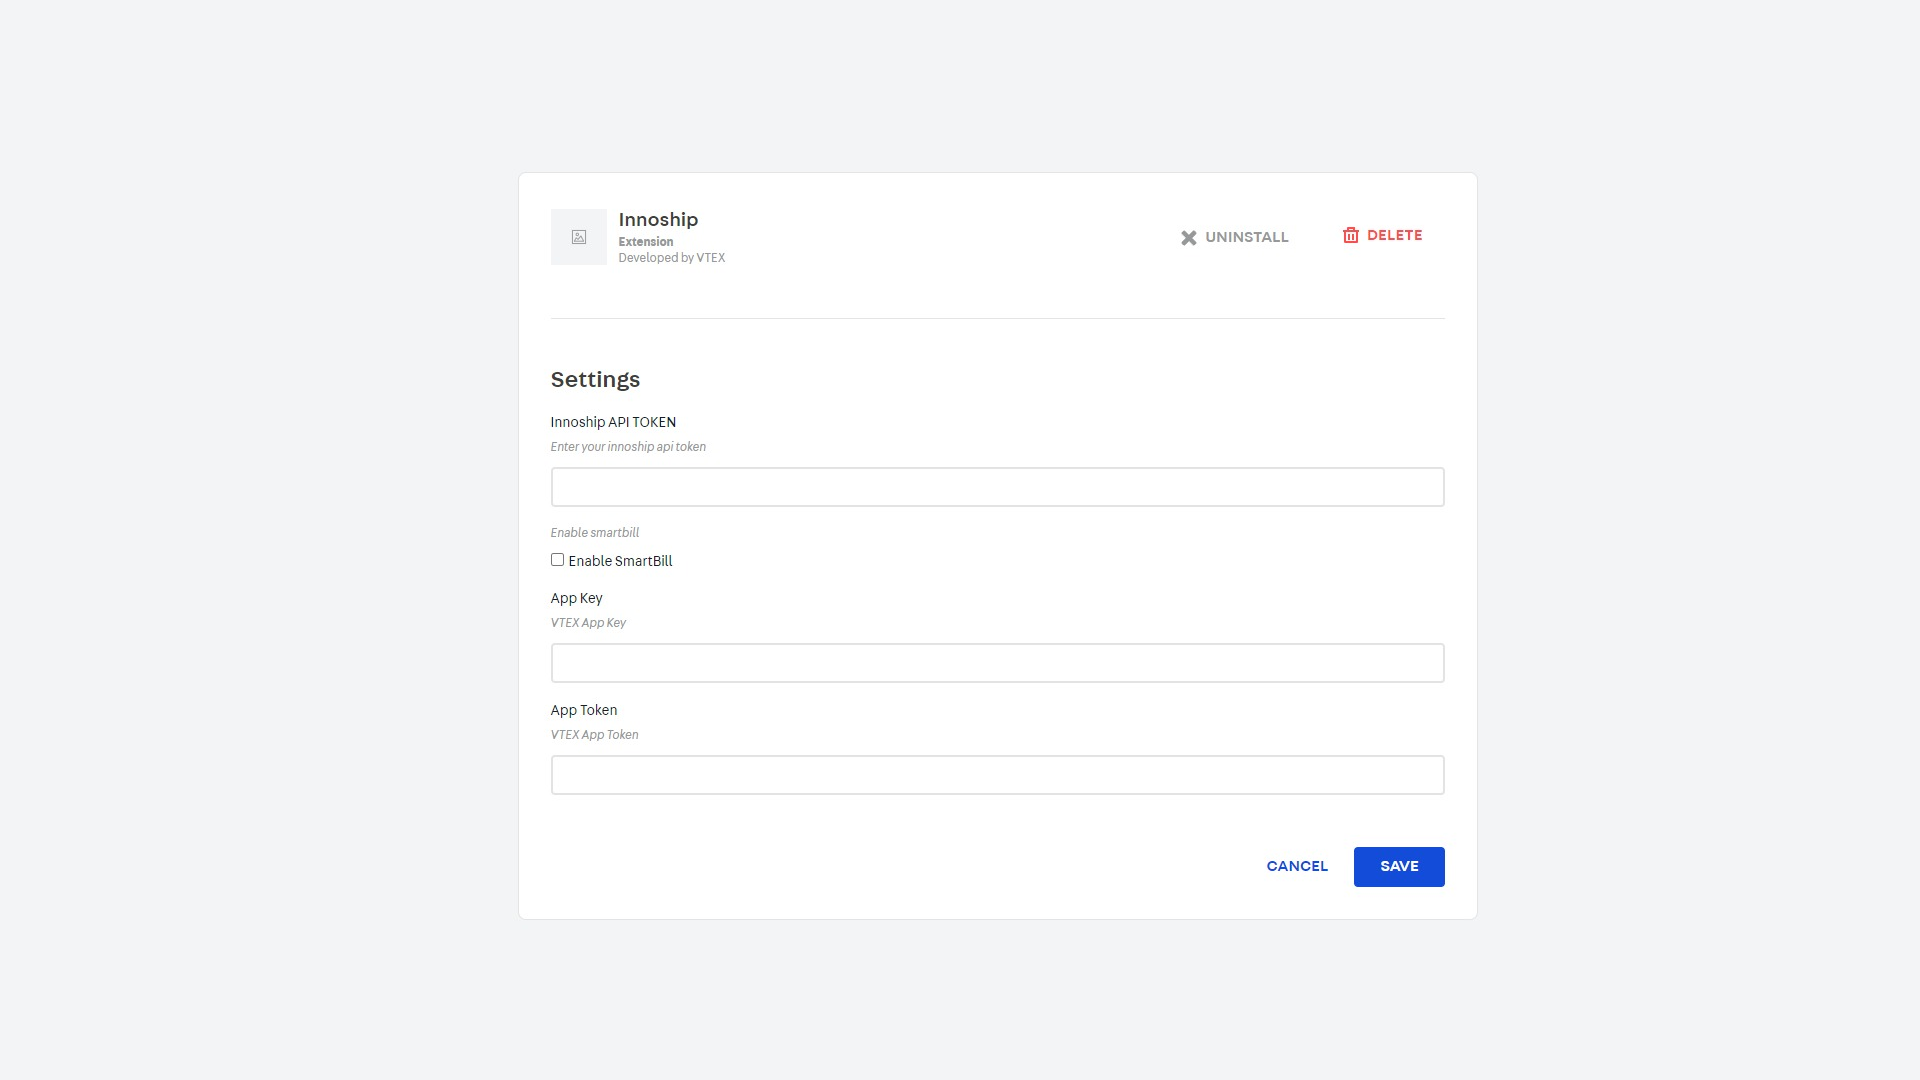 Innoship
Extension
Developed by VTEX
UNINSTALL
DELETE
Settings
Innoship API TOKEN
Enter your innoship api token
Enable smartbill
Enable SmartBill
App Key
VTEX App Key
App Token
VTEX App Token
CANCEL
SAVE